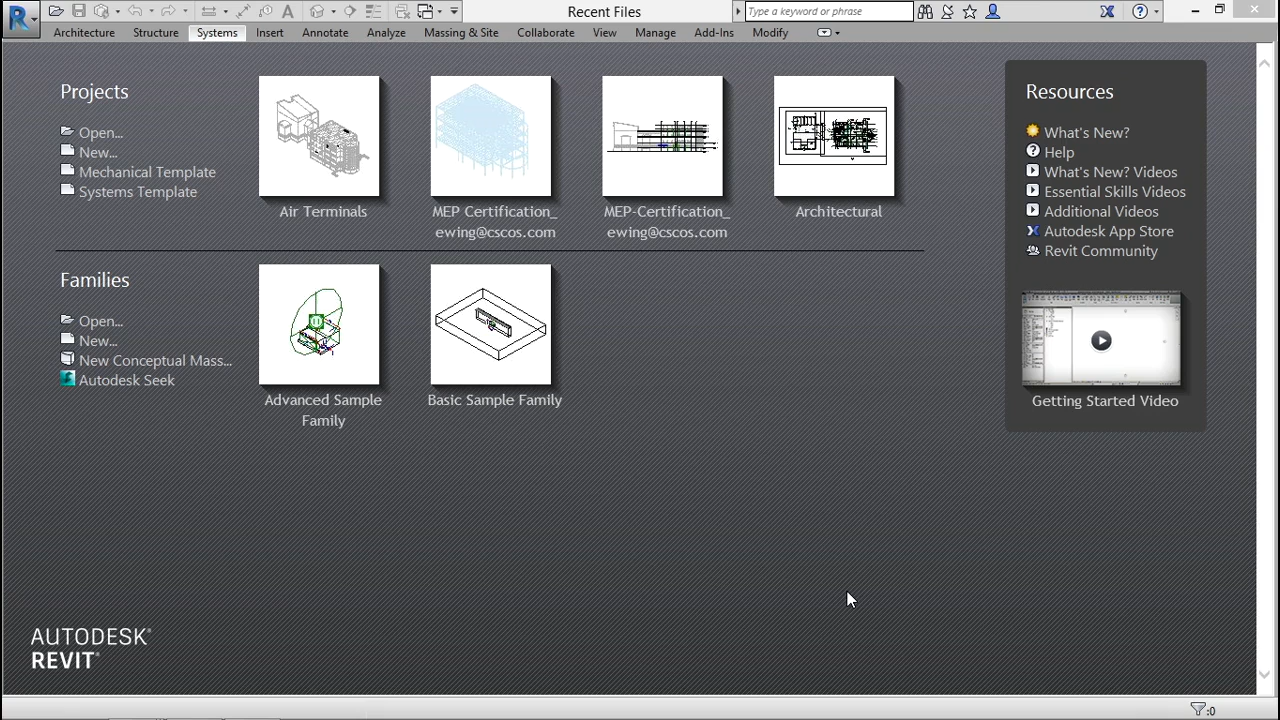 Recent Files
Type a keyword or phrase
Architecture
Structure
Systems
Insert
Annotate
Analyze
Massing & Site
Collaborate
View
Manage
Add-Ins
Modify
Projects
Open...
New...
Mechanical Template
Systems Template
Air Terminals
MEP Certification_
ewing@cscos.com
MEP-Certification_
ewing@cscos.com
Architectural
Families
Open...
New...
New Conceptual Mass...
Autodesk Seek
Advanced Sample
Family
Basic Sample Family
Resources
What's New?
Help
What's New? Videos
Essential Skills Videos
Additional Videos
Autodesk App Store
Revit Community
Getting Started Video
AUTODESK®
REVIT®
:0